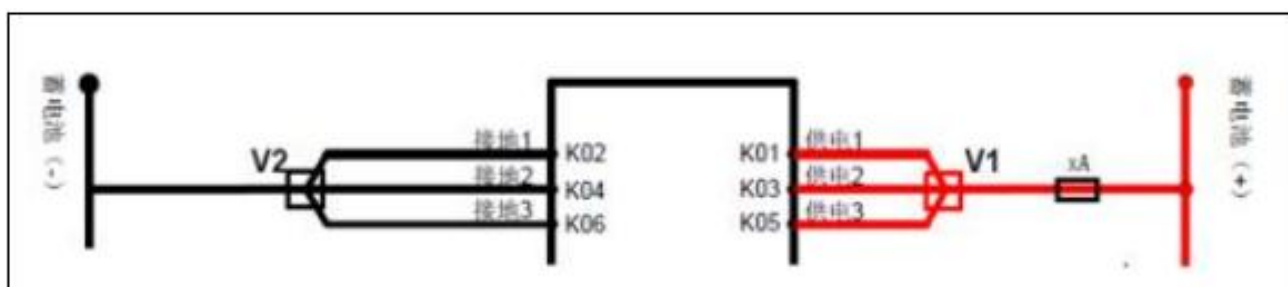 蓄电池（-）
V2
接地1
接地2
接地3
K02
K04
K06
K01
K03
K05
供电1
供电2
供电3
V1
xA
蓄电池（+）